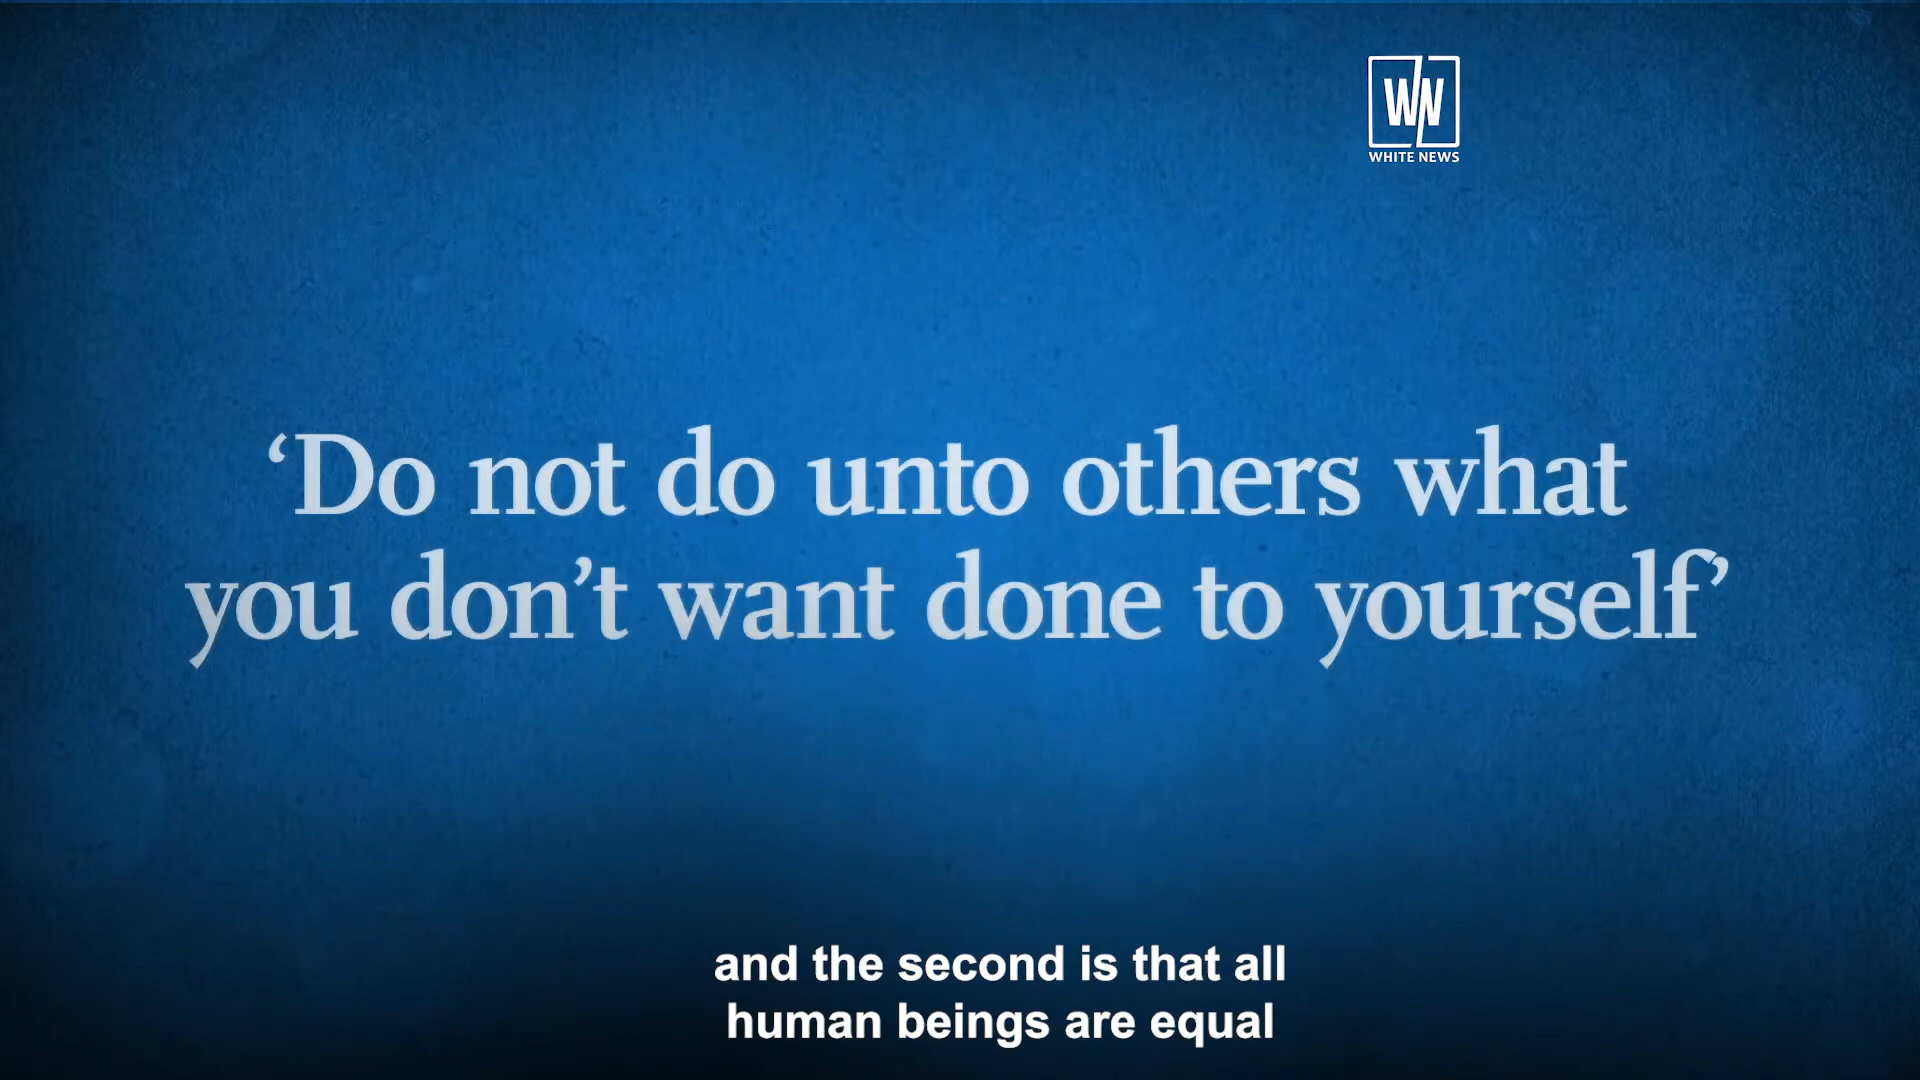 WN
WHITE NEWS
‘Do not do unto others what
you don’t want done to yourself’
and the second is that all
human beings are equal